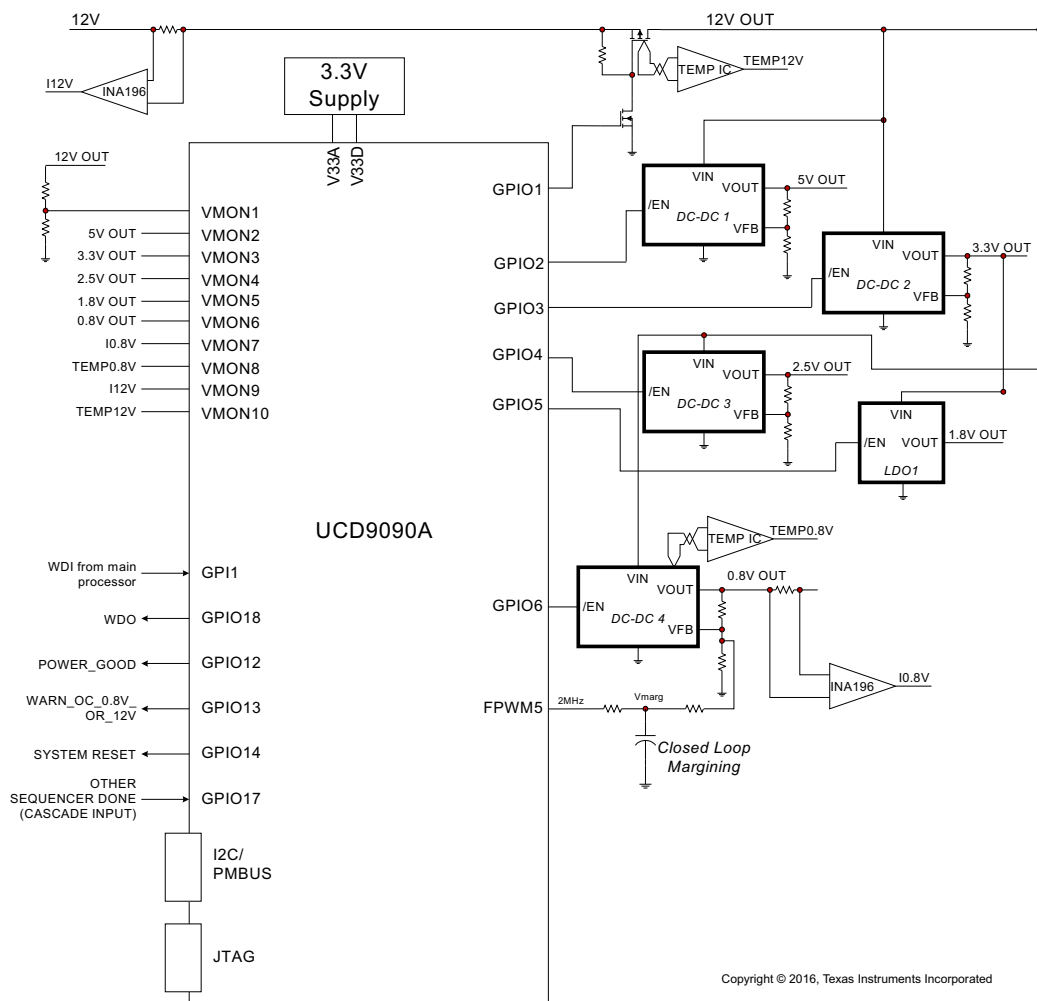 12V
12V OUT
I12V
INA196
3.3V
Supply
TEMP IC
TEMP12V
V33A
V33D
12V OUT
VMON1
5V OUT
VMON2
3.3V OUT
VMON3
2.5V OUT
VMON4
1.8V OUT
VMON5
0.8V OUT
VMON6
I0.8V
VMON7
TEMP0.8V
VMON8
I12V
VMON9
TEMP12V
VMON10
GPIO1
GPIO2
GPIO3
GPIO4
GPIO5
VIN
VOUT
5V OUT
/EN
DC-DC 1
VFB
VIN
VOUT
3.3V OUT
/EN
DC-DC 2
VFB
VIN
VOUT
2.5V OUT
/EN
DC-DC 3
VFB
VIN
/EN
VOUT
1.8V OUT
LDO1
UCD9090A
TEMP IC
TEMP0.8V
WDI from main
processor
GPI1
WDO
GPIO18
POWER_GOOD
GPIO12
WARN_OC_0.8V_
OR_12V
GPIO13
SYSTEM RESET
GPIO14
OTHER
SEQUENCER DONE
(CASCADE INPUT)
GPIO17
GPIO6
VIN
VOUT
0.8V OUT
/EN
DC-DC 4
VFB
INA196
I0.8V
FPWM5
2MHz
Vmarg
Closed Loop
Margining
I2C/
PMBUS
JTAG
Copyright © 2016, Texas Instruments Incorporated